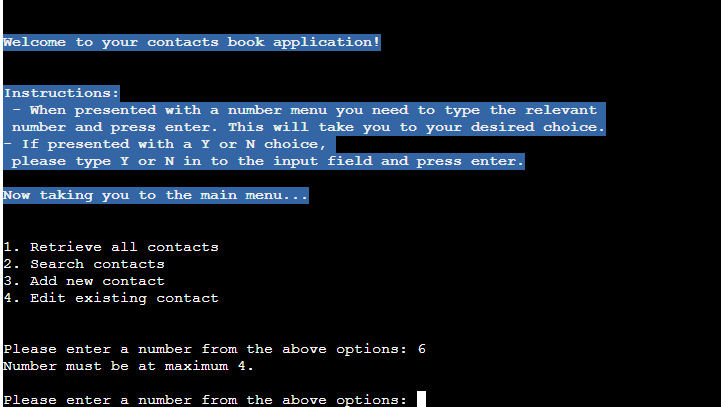 Welcome to your contacts book application!
Instructions:
- When presented with a number menu you need to type the relevant
number and press enter. This will take you to your desired choice.
- If presented with a Y or N choice,
please type Y or N in to the input field and press enter.
Now taking you to the main menu...
1. Retrieve all contacts
2. Search contacts
3. Add new contact
4. Edit existing contact
Please enter a number from the above options: 6
Number must be at maximum 4.
Please enter a number from the above options: